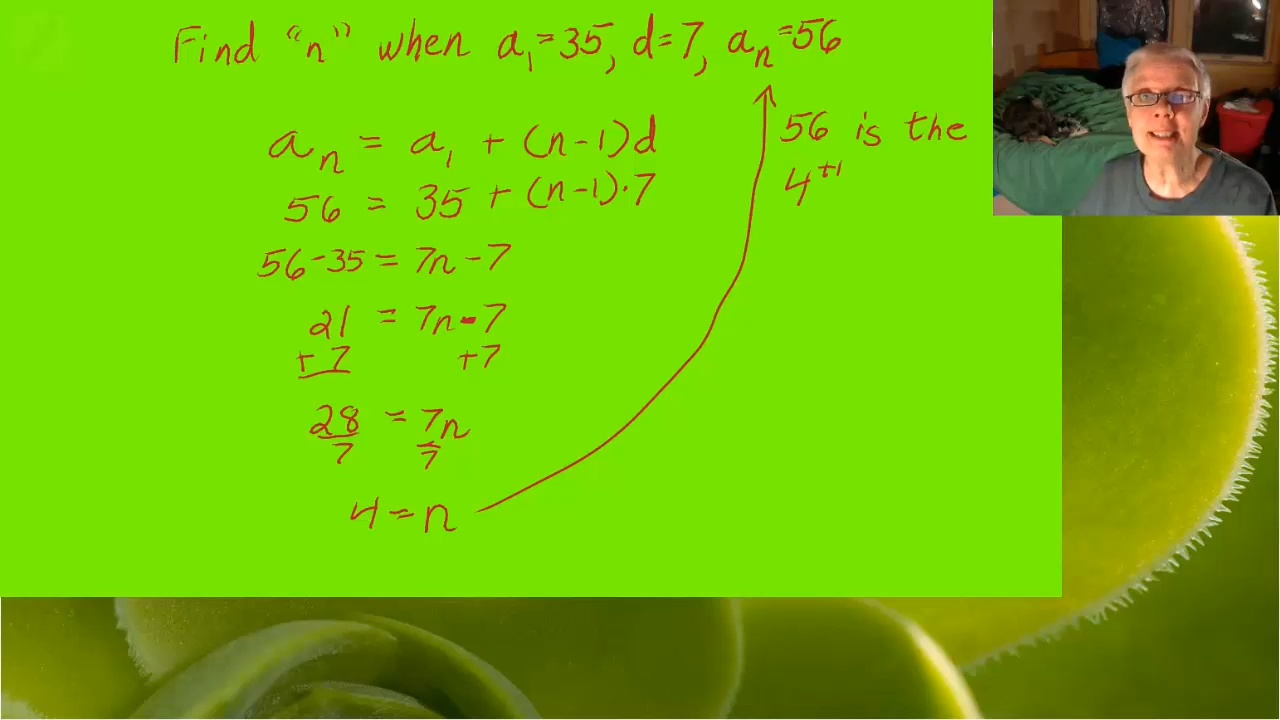 Find "n" when a₁=35, d=7, aₙ=56
aₙ = a₁ + (n-1)d
56 = 35 + (n-1)·7
56-35 = 7n-7
21 = 7n-7
+7 +7
28 = 7n
7 7
4=n
56 is the
4th